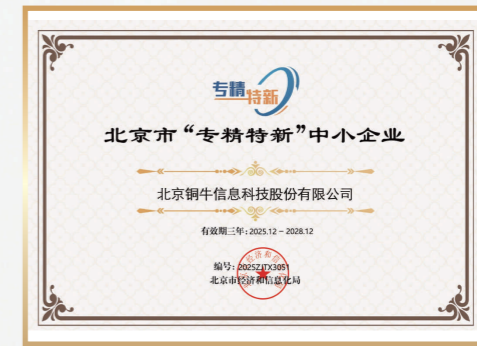 专精特新
北京市“专精特新”中小企业
北京铜牛信息科技股份有限公司
有效期三年：2025.12 ~ 2028.12
编号：2025ZJTX3051
北京市经济和信息化局